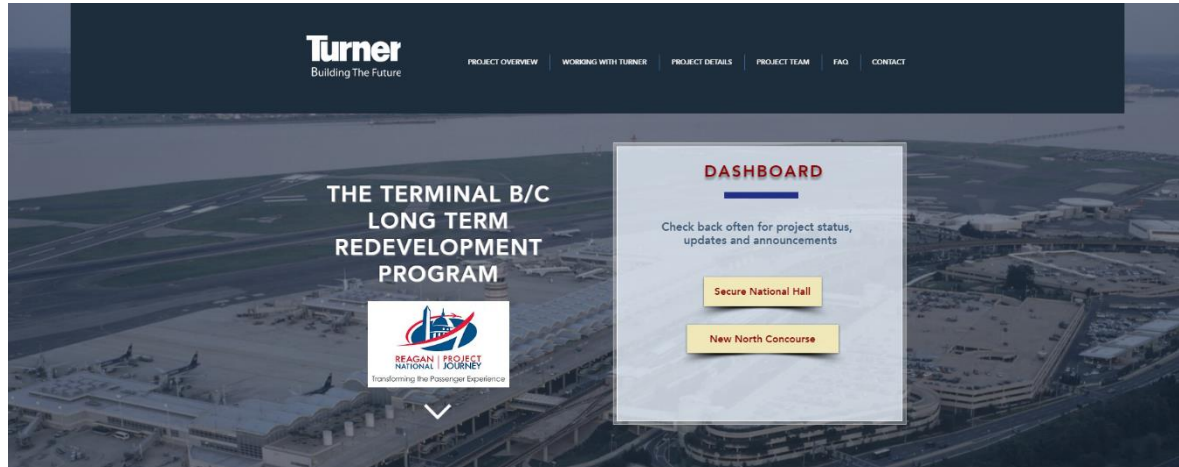 Turner
Building The Future
PROJECT OVERVIEW
WORKING WITH TURNER
PROJECT DETAILS
PROJECT TEAM
FAQ
CONTACT
THE TERMINAL B/C
LONG TERM
REDEVELOPMENT
PROGRAM
REAGAN | PROJECT
NATIONAL | JOURNEY
Transforming the Passenger Experience
DASHBOARD
Check back often for project status,
updates and announcements
Secure National Hall
New North Concourse